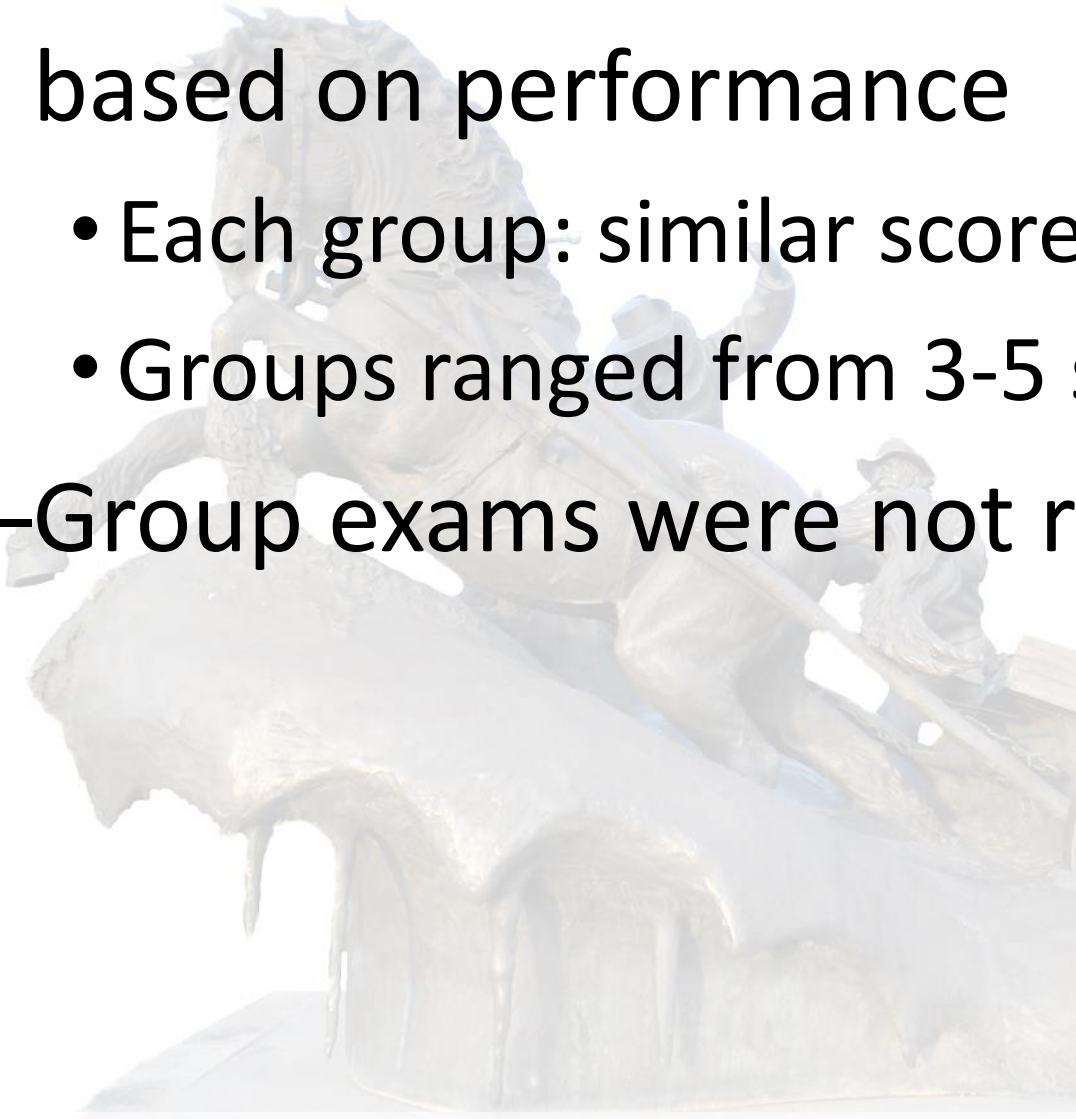 based on performance
• Each group: similar score
• Groups ranged from 3-5
–Group exams were not r